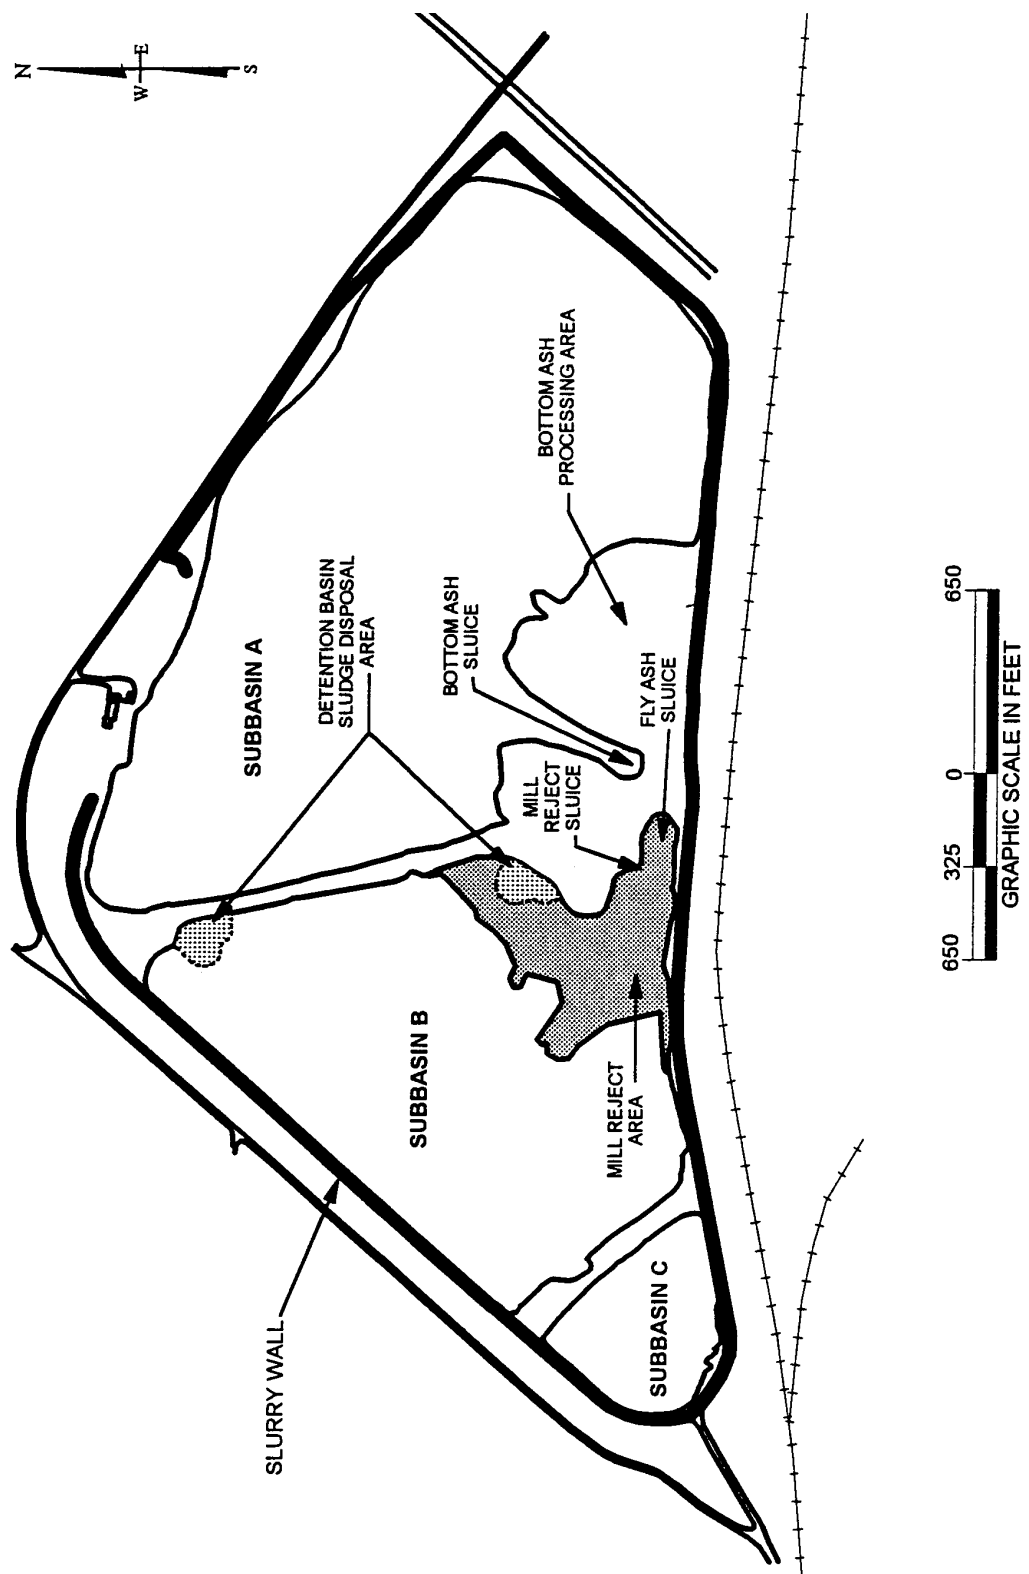 N
W
E
S
SLURRY WALL
SUBBASIN A
DETENTION BASIN
SLUDGE DISPOSAL
AREA
SUBBASIN B
BOTTOM ASH
SLUICE
BOTTOM ASH
PROCESSING AREA
MILL
REJECT
SLUICE
FLY ASH
SLUICE
MILL REJECT
AREA
SUBBASIN C
650
325
0
650
GRAPHIC SCALE IN FEET